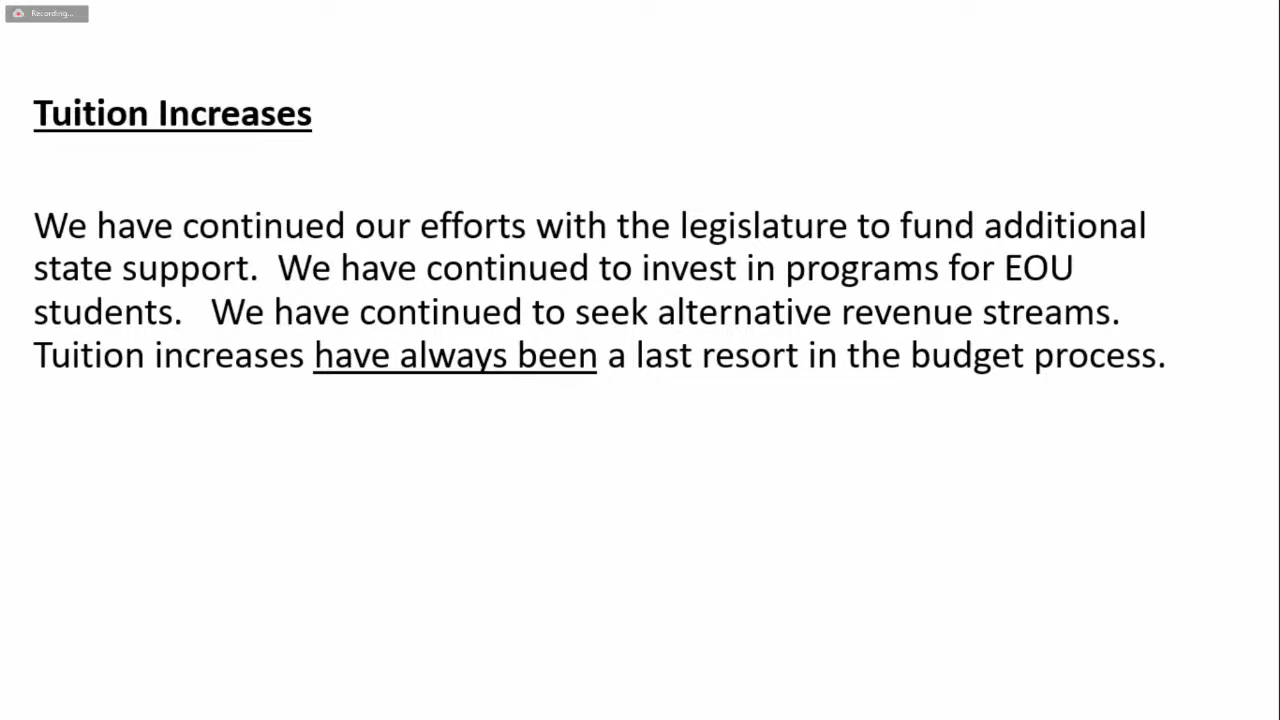 Recording...
Tuition Increases
We have continued our efforts with the legislature to fund additional
state support.  We have continued to invest in programs for EOU
students.   We have continued to seek alternative revenue streams.
Tuition increases have always been a last resort in the budget process.